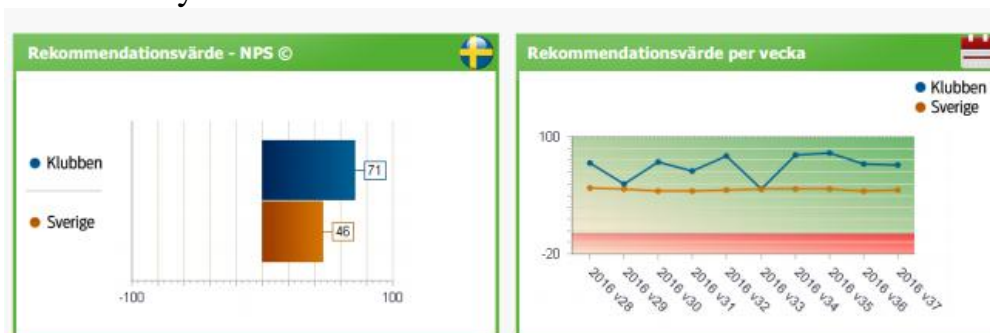 Rekommendationsvärde - NPS ©
Klubben
Sverige
71
46
-100
100
Rekommendationsvärde per vecka
Klubben
Sverige
100
-20
2016 v28
2016 v29
2016 v30
2016 v31
2016 v32
2016 v33
2016 v34
2016 v35
2016 v36
2016 v37